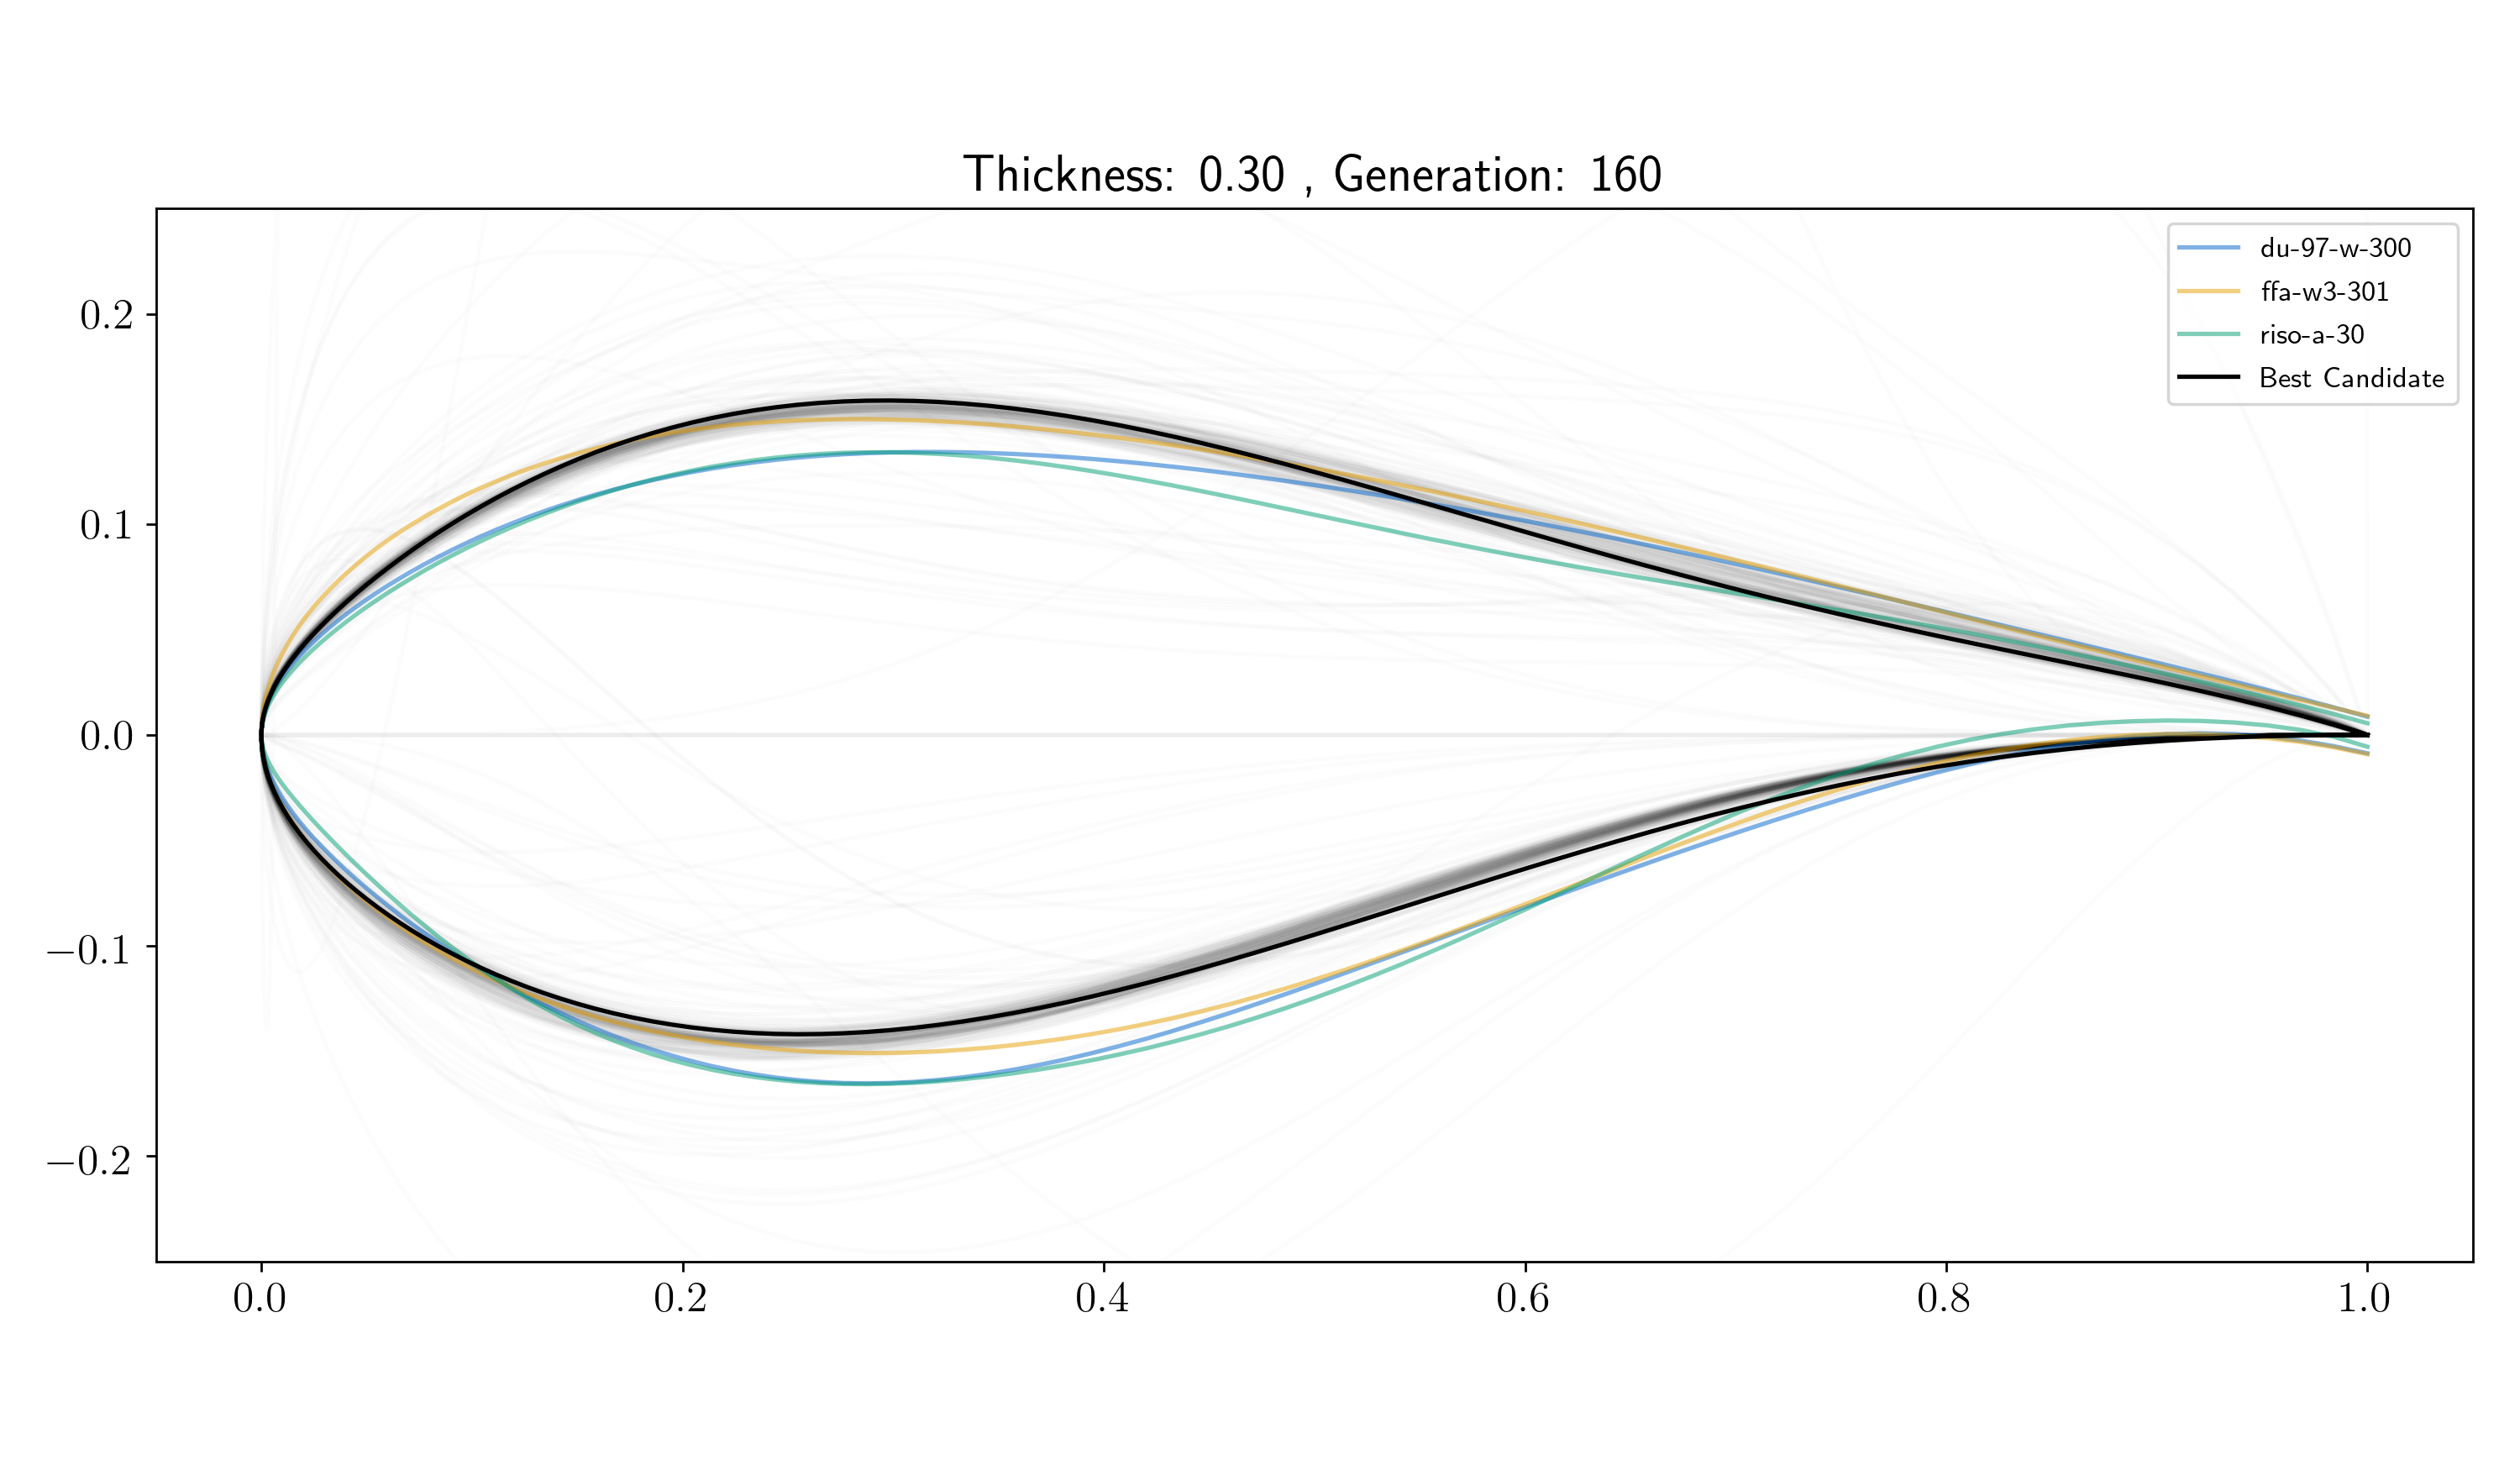 Thickness: 0.30 , Generation: 160
du-97-w-300
ffa-w3-301
riso-a-30
Best Candidate
0.2
0.1
0.0
−0.1
−0.2
0.0 0.2 0.4 0.6 0.8 1.0